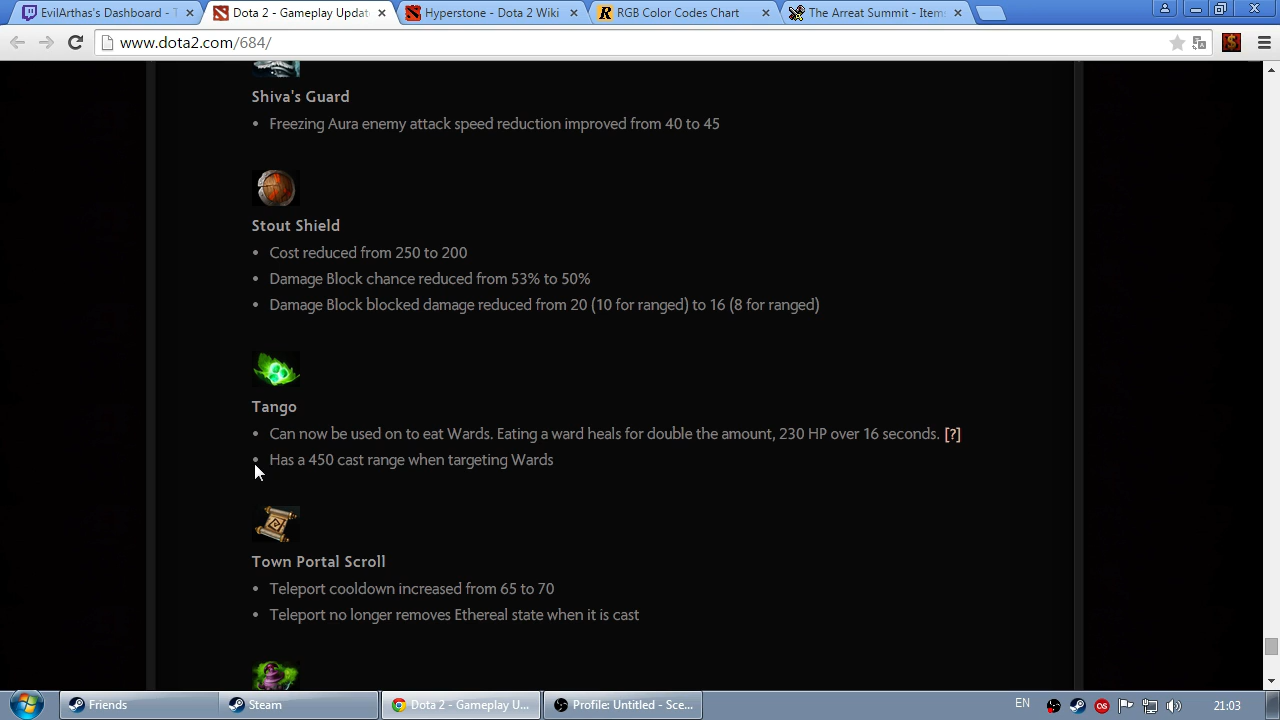 EvilArthas's Dashboard - T
Dota 2 - Gameplay Updat
Hyperstone - Dota 2 Wiki
RGB Color Codes Chart
The Arreat Summit - Item
www.dota2.com/684/
Shiva's Guard
• Freezing Aura enemy attack speed reduction improved from 40 to 45
Stout Shield
• Cost reduced from 250 to 200
• Damage Block chance reduced from 53% to 50%
• Damage Block blocked damage reduced from 20 (10 for ranged) to 16 (8 for ranged)
Tango
• Can now be used on to eat Wards. Eating a ward heals for double the amount, 230 HP over 16 seconds. [?]
• Has a 450 cast range when targeting Wards
Town Portal Scroll
• Teleport cooldown increased from 65 to 70
• Teleport no longer removes Ethereal state when it is cast
Friends
Steam
Dota 2 - Gameplay U...
Profile: Untitled - Sce...
EN
21:03